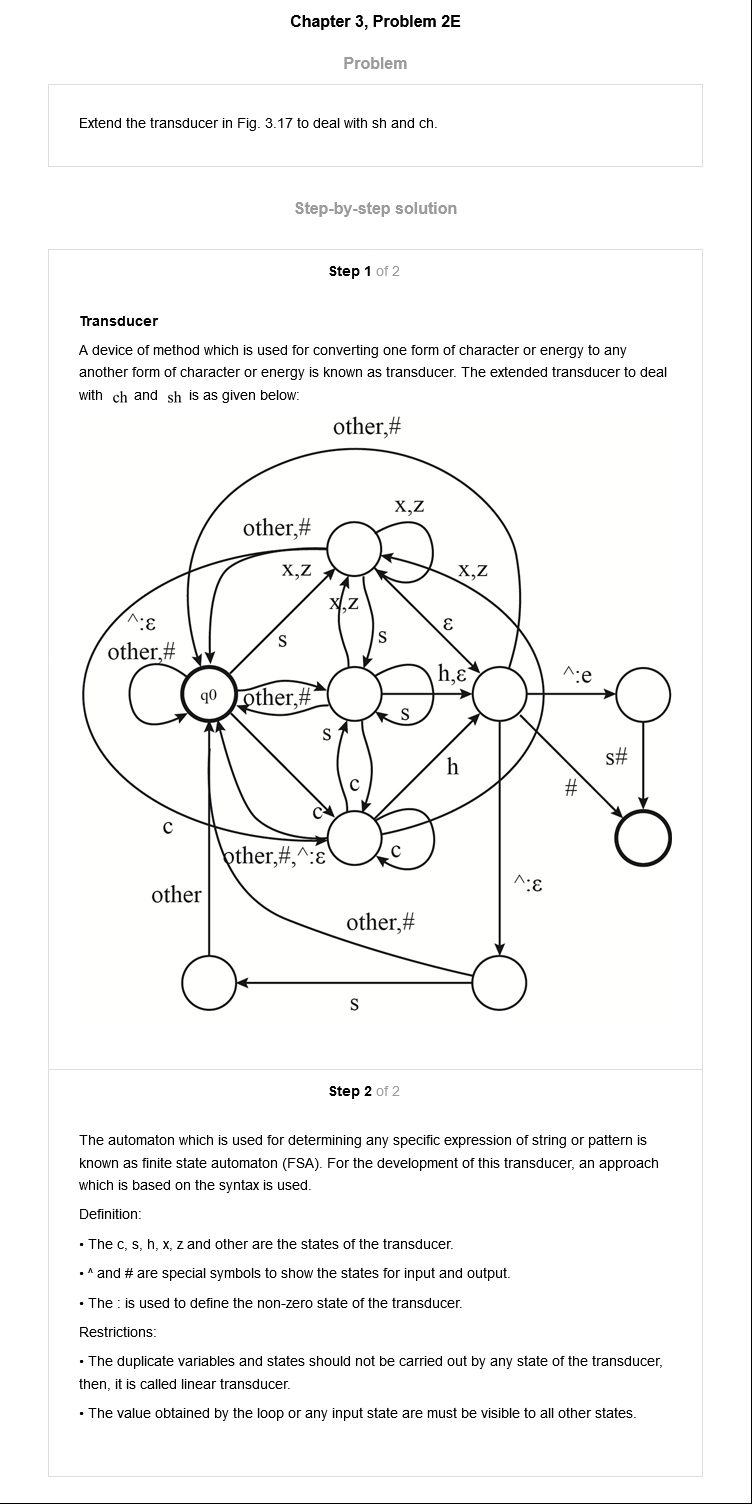 Chapter 3, Problem 2E
Problem
Extend the transducer in Fig. 3.17 to deal with sh and ch.
Step-by-step solution
Step 1 of 2
Transducer
A device of method which is used for converting one form of character or energy to any
another form of character or energy is known as transducer. The extended transducer to deal
with ch and sh is as given below:
other,#
x,z
other,#
x,z
x,z
x,z
^:ε
s
s
ε
other,#
h,ε
^:e
q0
other,#
s
s
s#
c
h
#
c
c
other,#,^:ε
c
^:ε
other
other,#
s
Step 2 of 2
The automaton which is used for determining any specific expression of string or pattern is
known as finite state automaton (FSA). For the development of this transducer, an approach
which is based on the syntax is used.
Definition:
• The c, s, h, x, z and other are the states of the transducer.
• ^ and # are special symbols to show the states for input and output.
• The : is used to define the non-zero state of the transducer.
Restrictions:
• The duplicate variables and states should not be carried out by any state of the transducer,
then, it is called linear transducer.
• The value obtained by the loop or any input state are must be visible to all other states.